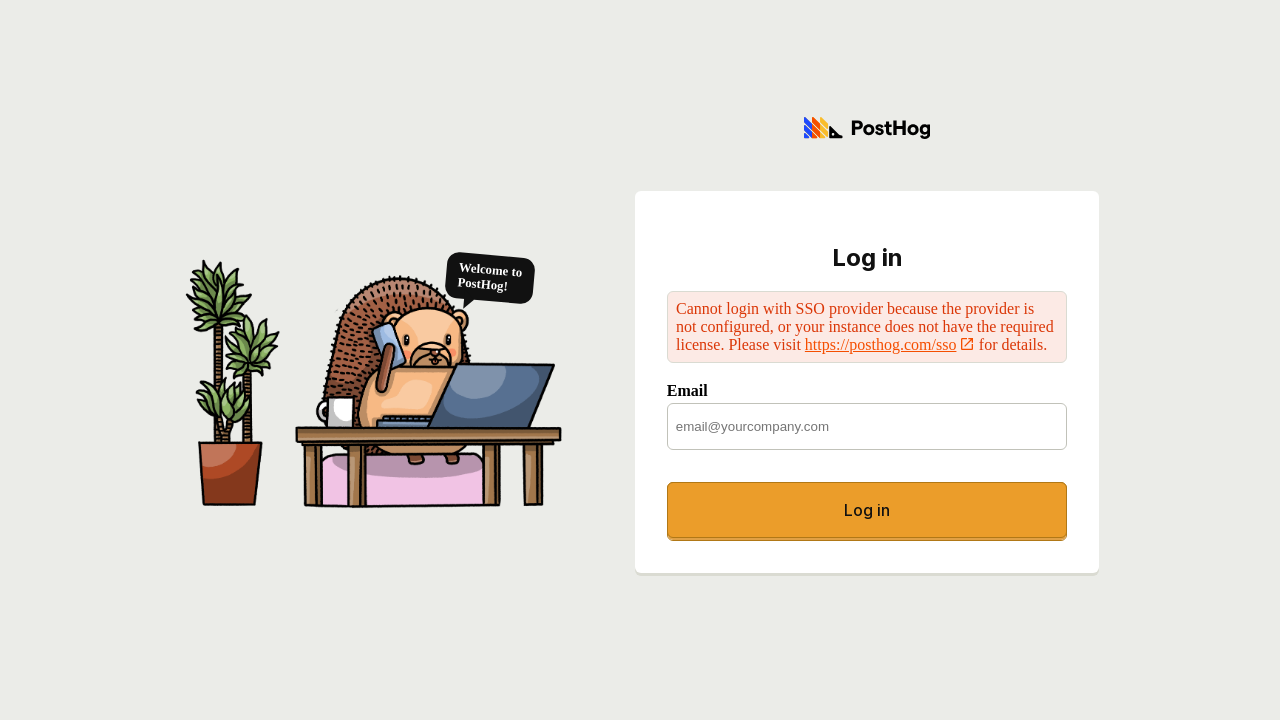 PostHog
Welcome to
PostHog!
Log in
Cannot login with SSO provider because the provider is
not configured, or your instance does not have the required
license. Please visit https://posthog.com/sso for details.
Email
email@yourcompany.com
Log in